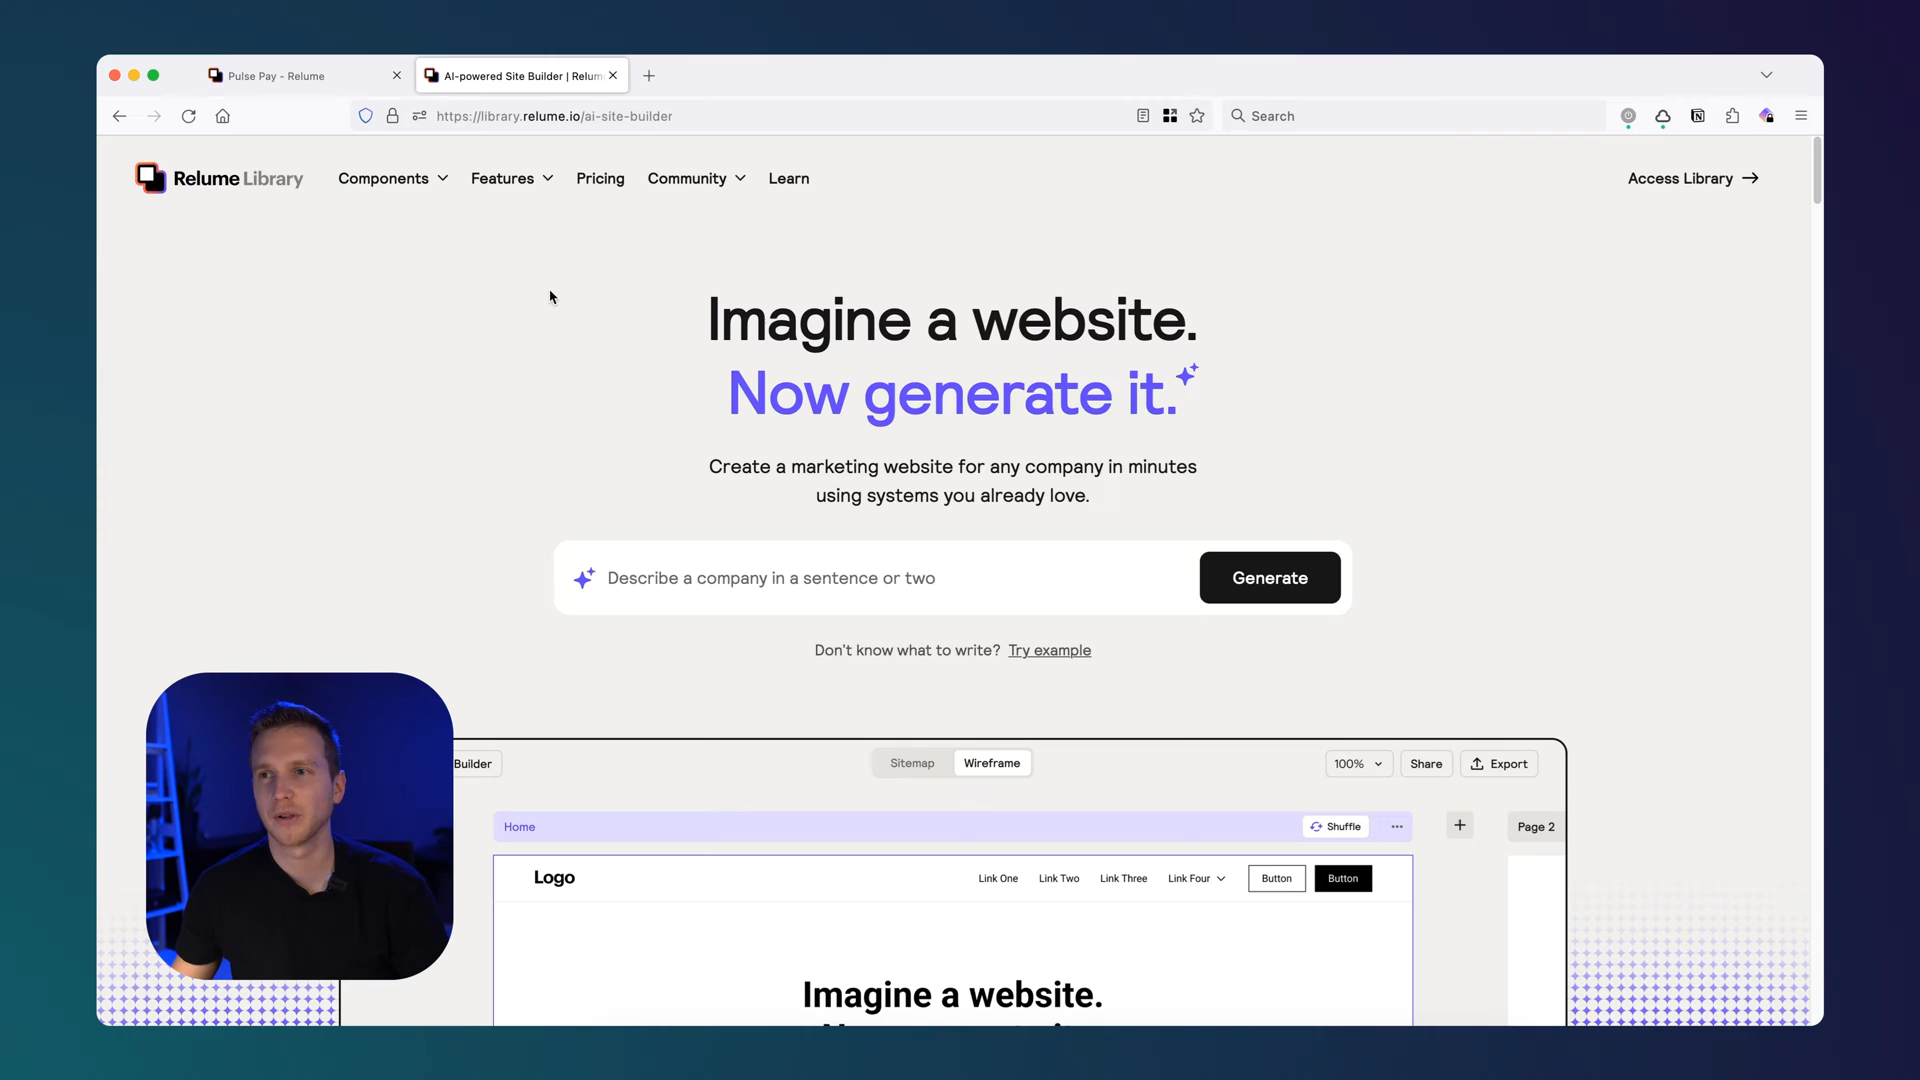 Pulse Pay - Relume
AI-powered Site Builder | Relum
https://library.relume.io/ai-site-builder
Search
Relume Library
Components
Features
Pricing
Community
Learn
Access Library
Imagine a website.
Now generate it.
Create a marketing website for any company in minutes
using systems you already love.
Describe a company in a sentence or two
Generate
Don't know what to write? Try example
Builder
Sitemap
Wireframe
100%
Share
Export
Home
Shuffle
Page 2
Logo
Link One
Link Two
Link Three
Link Four
Button
Button
Imagine a website.